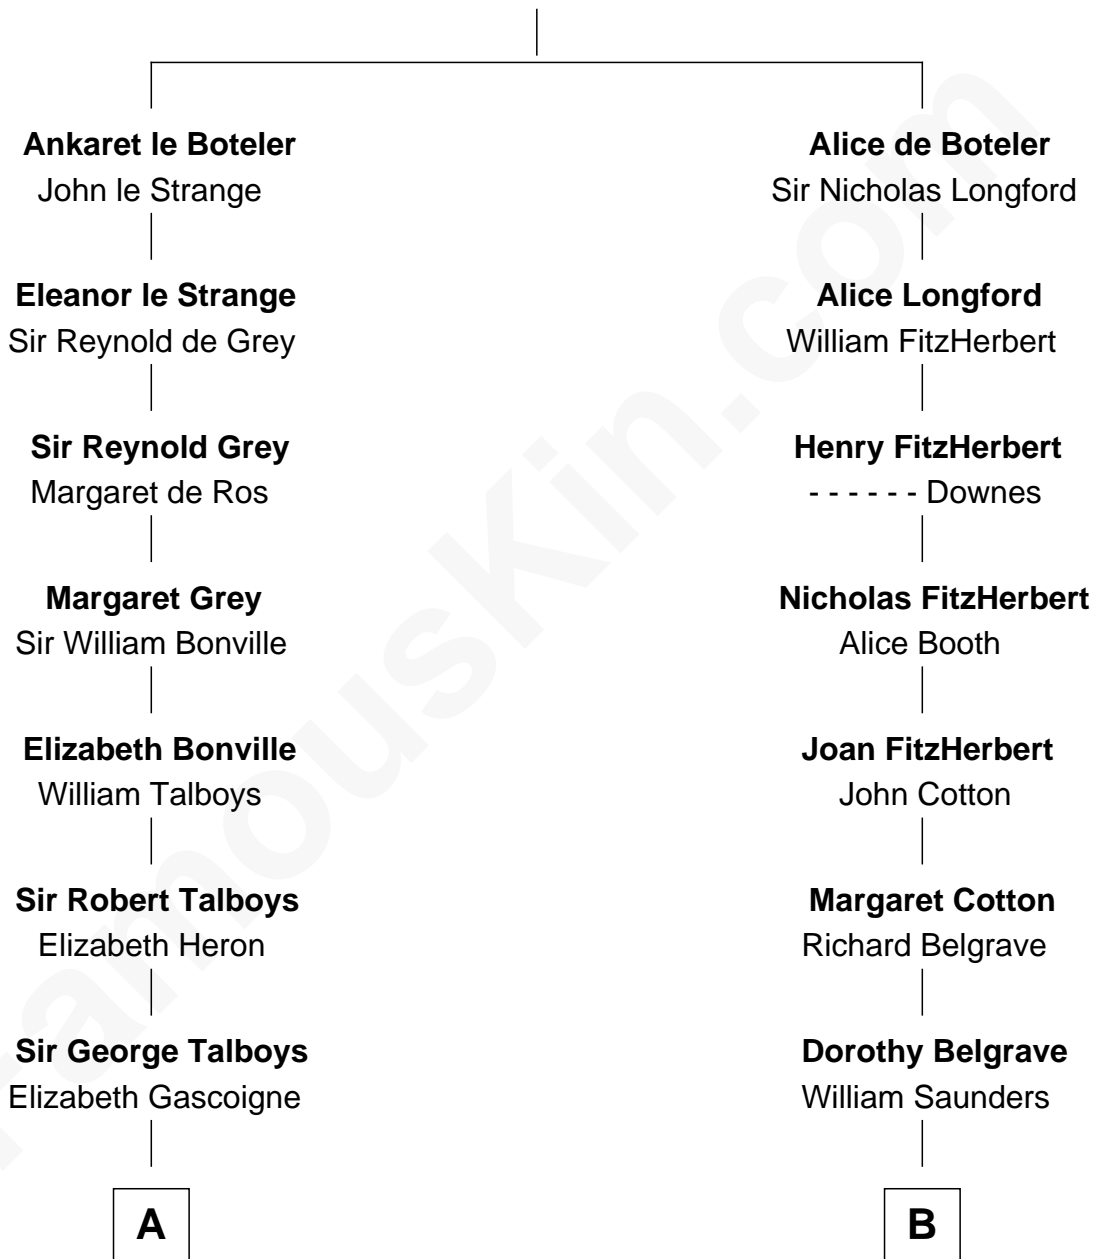 Ankaret le Boteler
John le Strange
Eleanor le Strange
Sir Reynold de Grey
Sir Reynold Grey
Margaret de Ros
Margaret Grey
Sir William Bonville
Elizabeth Bonville
William Talboys
Sir Robert Talboys
Elizabeth Heron
Sir George Talboys
Elizabeth Gascoigne
A
Alice de Boteler
Sir Nicholas Longford
Alice Longford
William FitzHerbert
Henry FitzHerbert
- - - - - - Downes
Nicholas FitzHerbert
Alice Booth
Joan FitzHerbert
John Cotton
Margaret Cotton
Richard Belgrave
Dorothy Belgrave
William Saunders
B
FamousKin.com